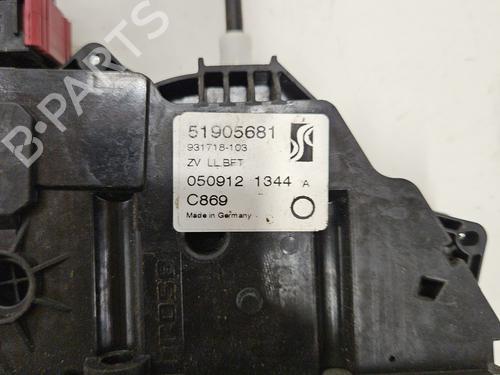 B-PARTS
51905681
931718-103
ZV LL.BFT
050912 1344 A
C869
Made in Germany